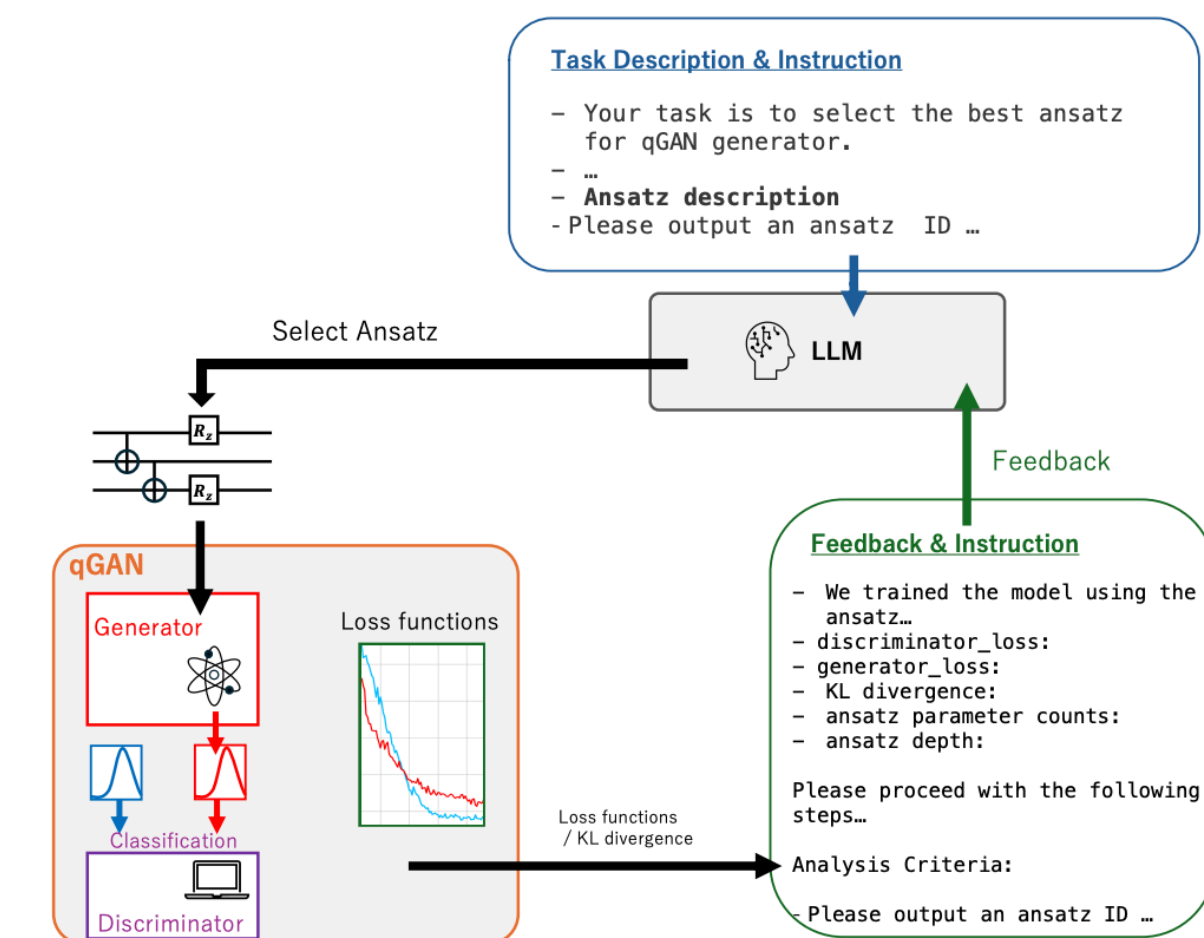 Task Description & Instruction
– Your task is to select the best ansatz
for qGAN generator.
– …
– Ansatz description
- Please output an ansatz ID …
LLM
Select Ansatz
Rz
Rz
Feedback
qGAN
Generator
Loss functions
Classification
Discriminator
Loss functions
/ KL divergence
Feedback & Instruction
– We trained the model using the
ansatz…
– discriminator_loss:
– generator_loss:
– KL divergence:
– ansatz parameter counts:
– ansatz depth:
Please proceed with the following
steps…
Analysis Criteria:
- Please output an ansatz ID …